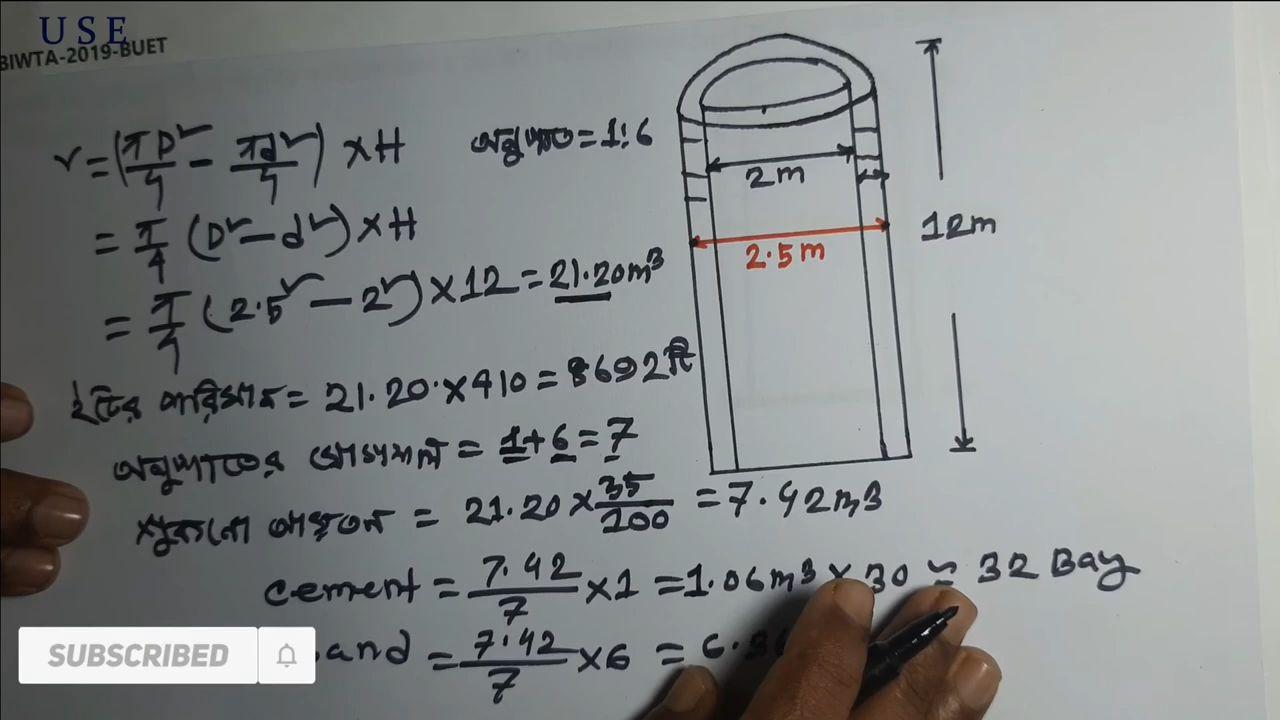 USE
BIWTA-2019-BUET
v = (πD²/4 - πd²/4) × H
অনুপাত = 1:6
= π/4 (D² - d²) × H
= π/4 (2.5² - 2²) × 12 = 21.20m³
ইটের পরিমান = 21.20 × 410 = 8692 টি
অনুপাতের যোগফল = 1+6 = 7
শুকনো আয়তন = 21.20 × 35/100 = 7.42m3
cement = 7.42/7 × 1 = 1.06m³ × 30 ≃ 32 Bag
and = 7.42/7 × 6 = 6.3
2m
2.5m
12m
SUBSCRIBED